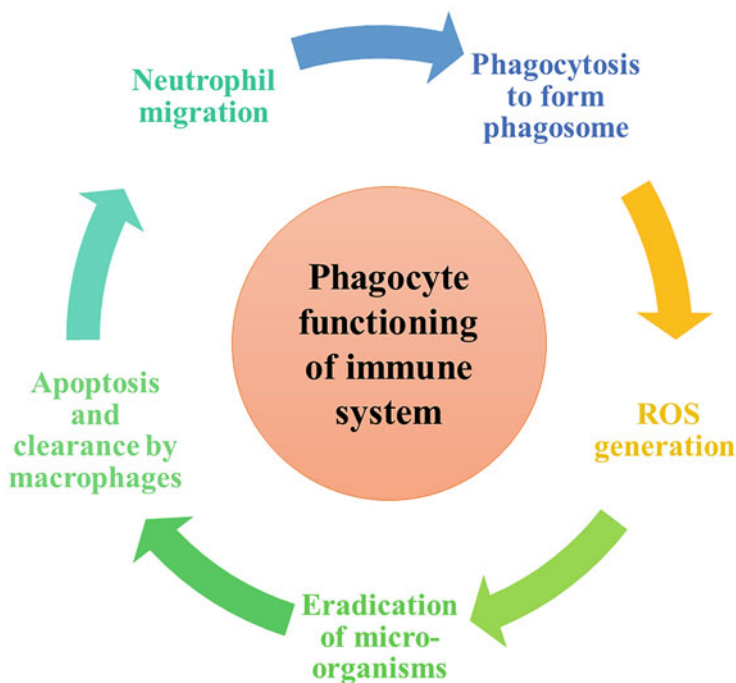 Neutrophil
migration
Phagocytosis
to form
phagosome
Phagocyte
functioning
of immune
system
ROS
generation
Eradication
of micro-
organisms
Apoptosis
and
clearance by
macrophages